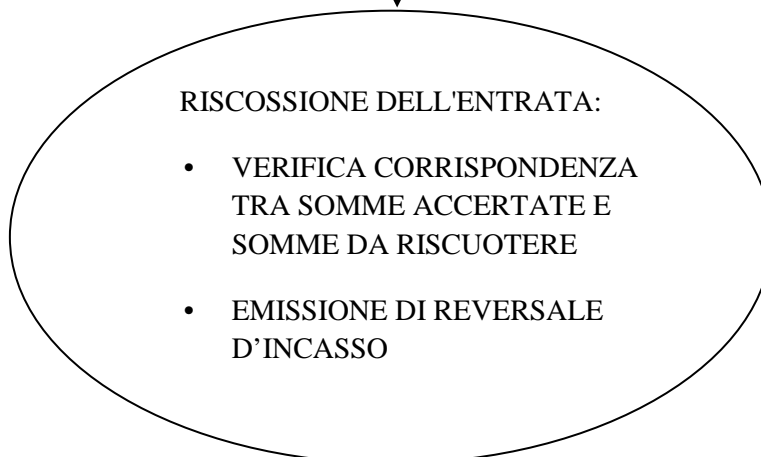 RISCOSSIONE DELL'ENTRATA:
• VERIFICA CORRISPONDENZA
TRA SOMME ACCERTATE E
SOMME DA RISCUOTERE
• EMISSIONE DI REVERSALE
D’INCASSO